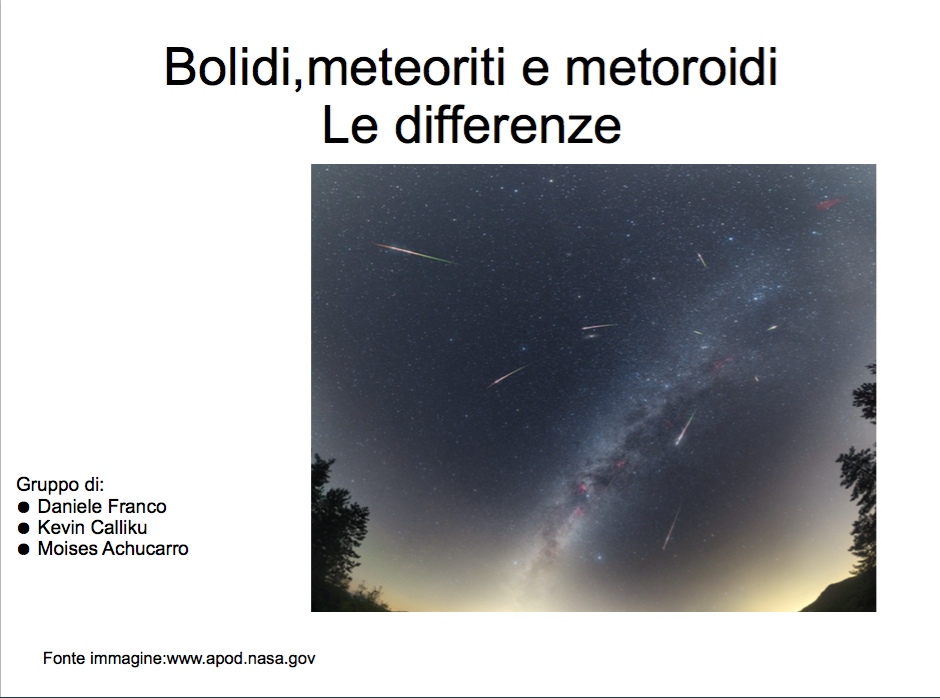 Bolidi,meteoriti e metoroidi
Le differenze
Gruppo di:
● Daniele Franco
● Kevin Calliku
● Moises Achucarro
Fonte immagine:www.apod.nasa.gov